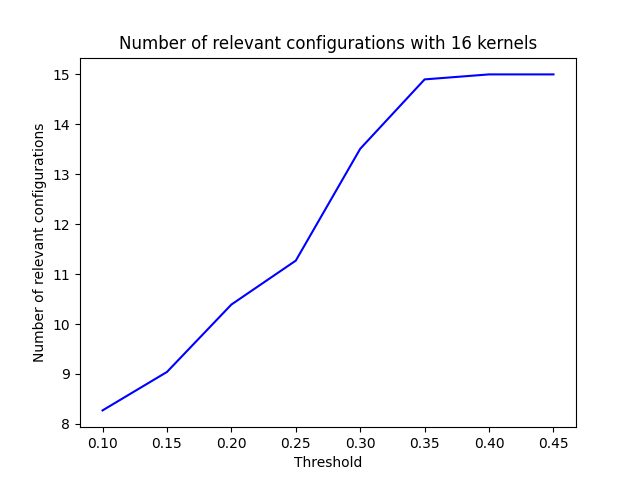 Number of relevant configurations with 16 kernels
Number of relevant configurations
15
14
13
12
11
10
9
8
0.10 0.15 0.20 0.25 0.30 0.35 0.40 0.45
Threshold